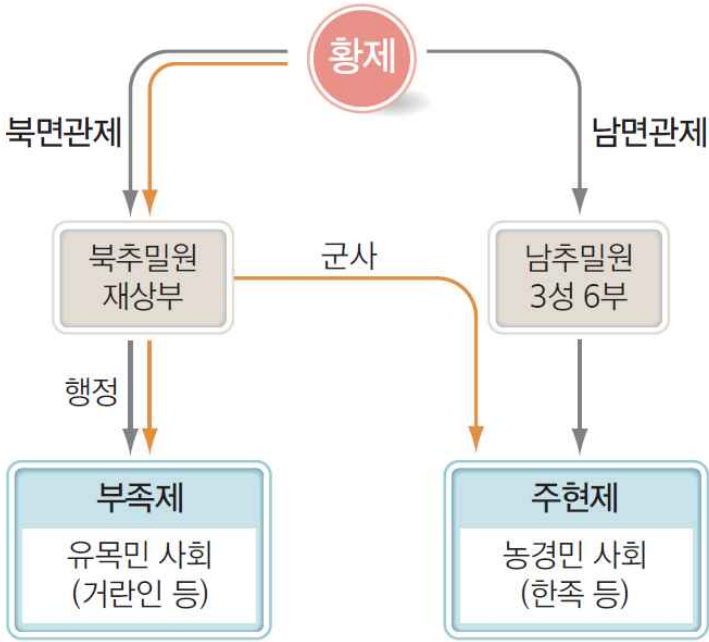 황제
북면관제
남면관제
북추밀원
재상부
군사
남추밀원
3성 6부
행정
부족제
유목민 사회
(거란인 등)
주현제
농경민 사회
(한족 등)